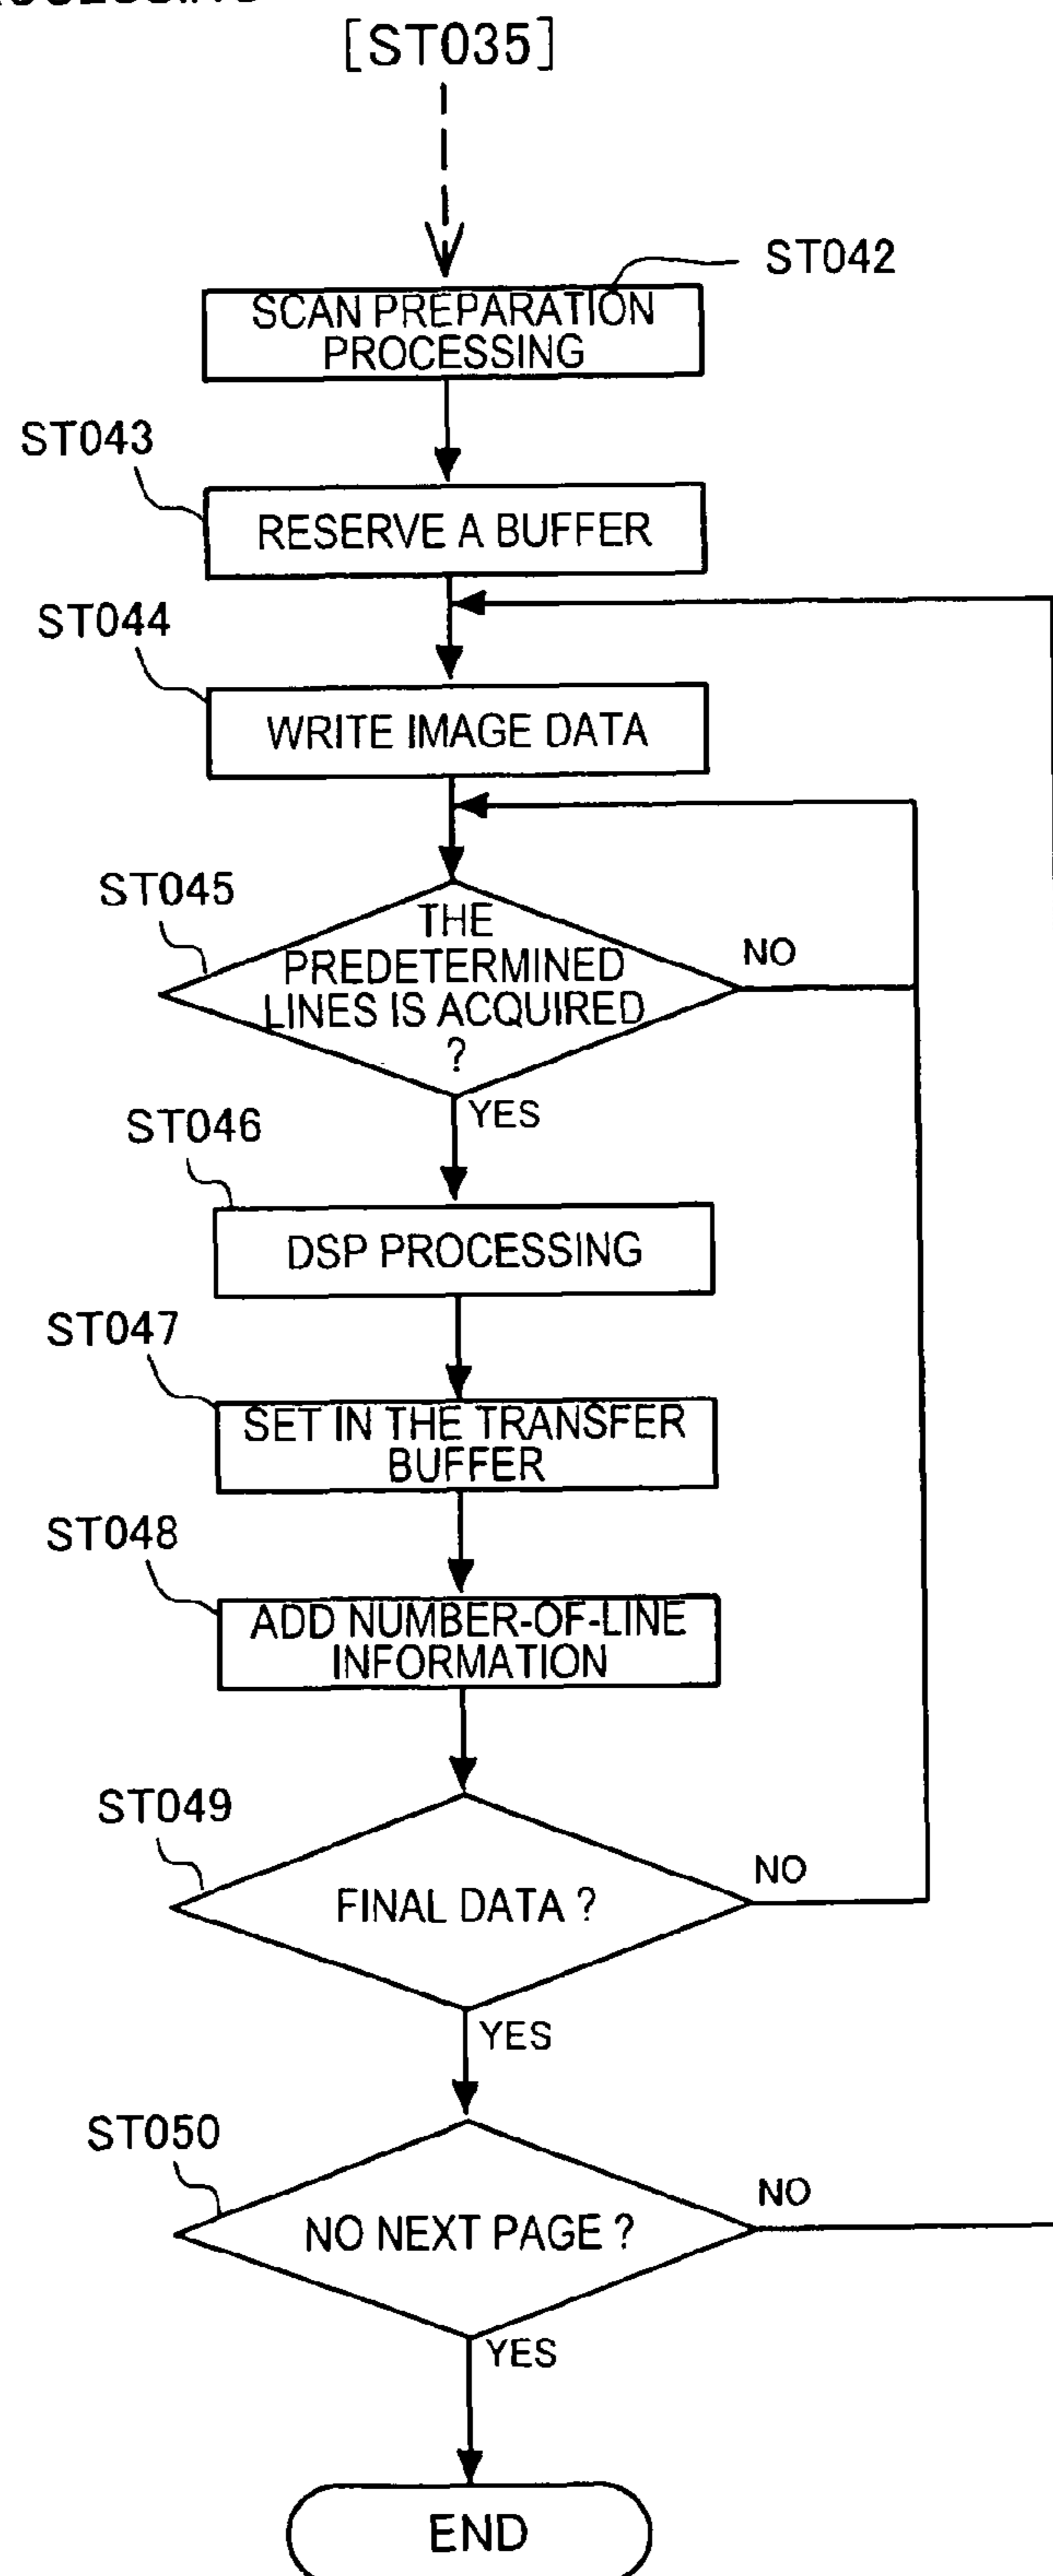 [ST035]
ST042
SCAN PREPARATION
PROCESSING
ST043
RESERVE A BUFFER
ST044
WRITE IMAGE DATA
ST045
THE
PREDETERMINED
LINES IS ACQUIRED
?
NO
YES
ST046
DSP PROCESSING
ST047
SET IN THE TRANSFER
BUFFER
ST048
ADD NUMBER-OF-LINE
INFORMATION
ST049
FINAL DATA ?
NO
YES
ST050
NO NEXT PAGE ?
NO
YES
END